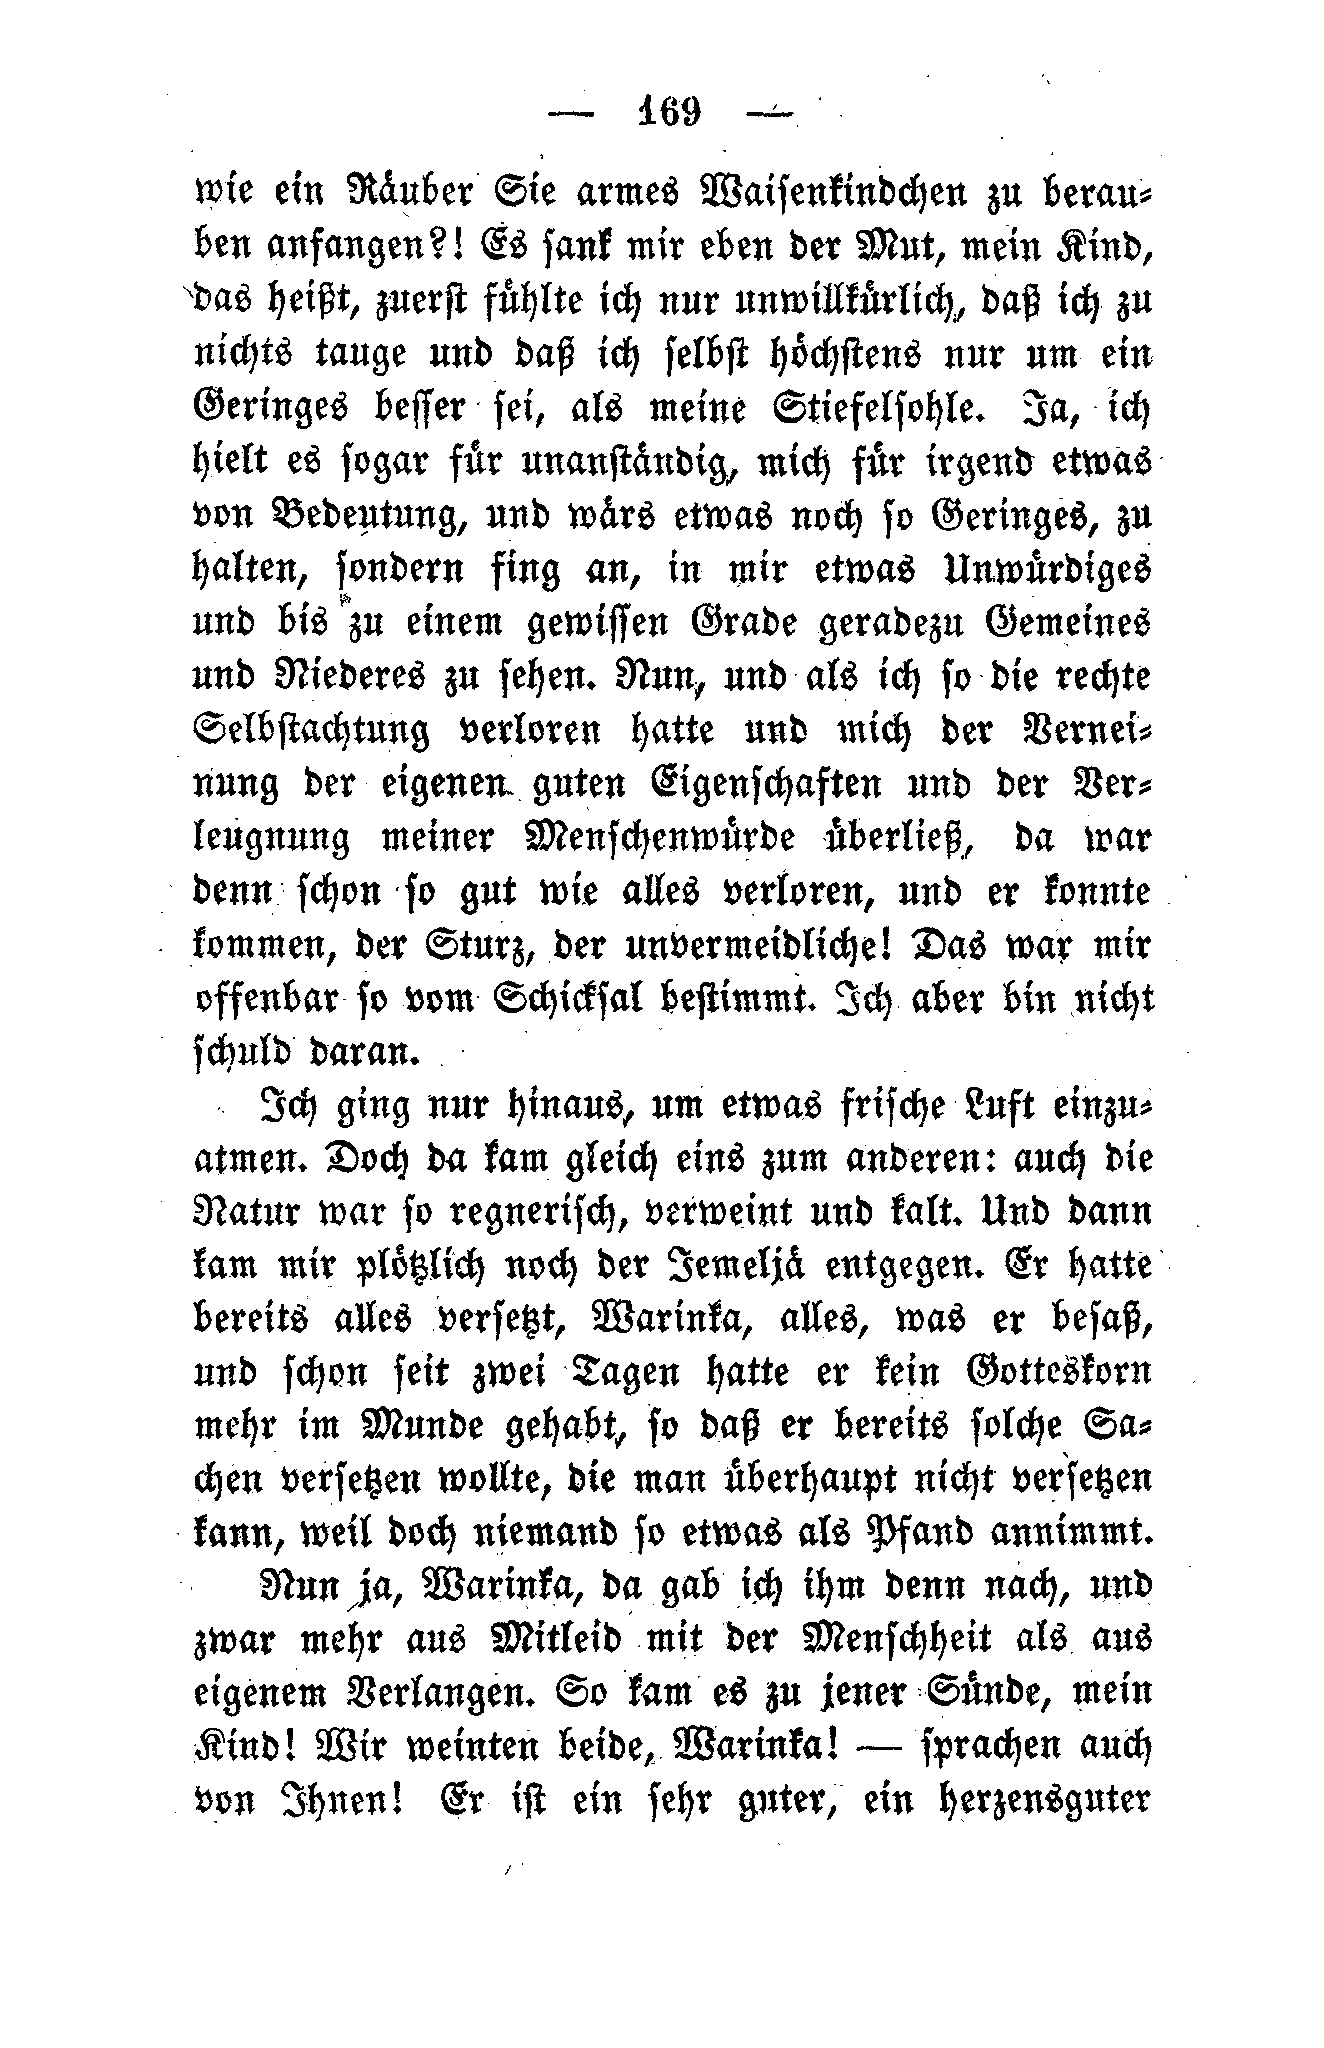 — 169 —
wie ein Räuber Sie armes Waisenkindchen zu berau-
ben anfangen?! Es sank mir eben der Mut, mein Kind,
das heißt, zuerst fühlte ich nur unwillkürlich, daß ich zu
nichts tauge und daß ich selbst höchstens nur um ein
Geringes besser sei, als meine Stiefelsohle. Ja, ich
hielt es sogar für unanständig, mich für irgend etwas
von Bedeutung, und wärs etwas noch so Geringes, zu
halten, sondern fing an, in mir etwas Unwürdiges
und bis zu einem gewissen Grade geradezu Gemeines
und Niederes zu sehen. Nun, und als ich so die rechte
Selbstachtung verloren hatte und mich der Vernei-
nung der eigenen guten Eigenschaften und der Ver-
leugnung meiner Menschenwürde überließ, da war
denn schon so gut wie alles verloren, und er konnte
kommen, der Sturz, der unvermeidliche! Das war mir
offenbar so vom Schicksal bestimmt. Ich aber bin nicht
schuld daran.
Ich ging nur hinaus, um etwas frische Luft einzu-
atmen. Doch da kam gleich eins zum anderen: auch die
Natur war so regnerisch, verweint und kalt. Und dann
kam mir plötzlich noch der Jemeljä entgegen. Er hatte
bereits alles versetzt, Warinka, alles, was er besaß,
und schon seit zwei Tagen hatte er kein Gotteskorn
mehr im Munde gehabt, so daß er bereits solche Sa-
chen versetzen wollte, die man überhaupt nicht versetzen
kann, weil doch niemand so etwas als Pfand annimmt.
Nun ja, Warinka, da gab ich ihm denn nach, und
zwar mehr aus Mitleid mit der Menschheit als aus
eigenem Verlangen. So kam es zu jener Sünde, mein
Kind! Wir weinten beide, Warinka! — sprachen auch
von Ihnen! Er ist ein sehr guter, ein herzensguter